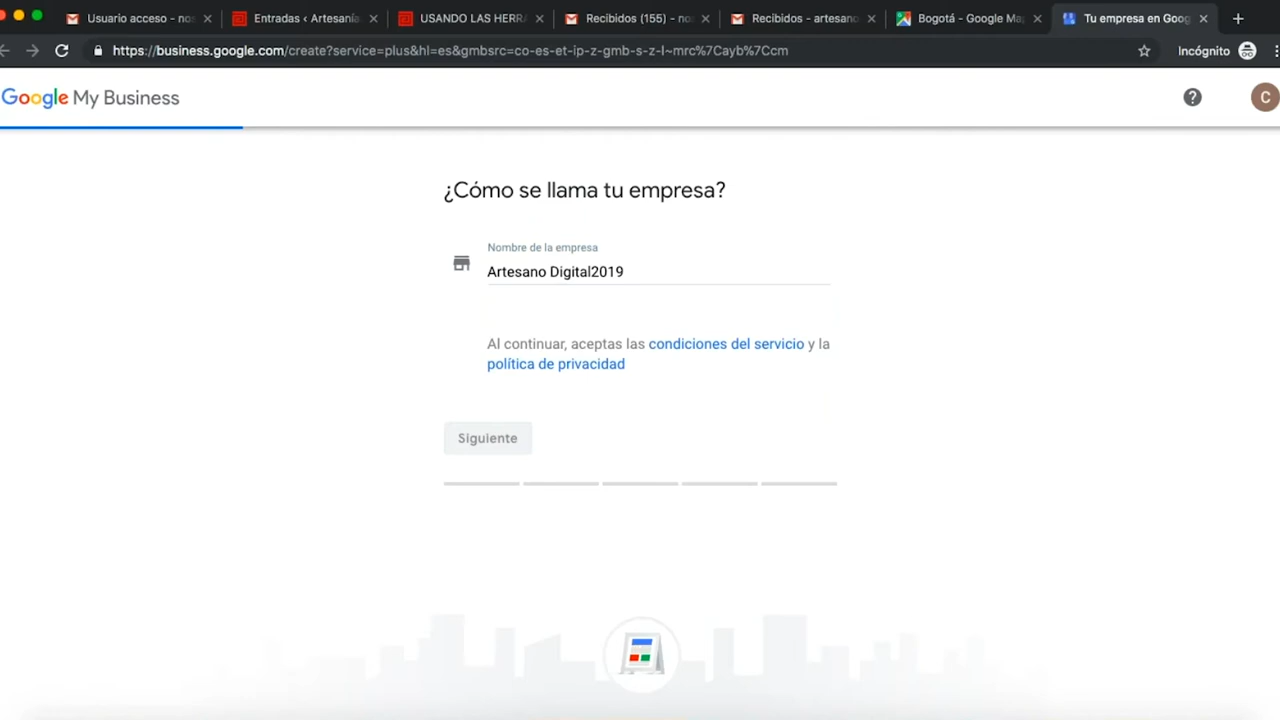 Usuario acceso - nos
Entradas ‹ Artesanía
USANDO LAS HERRA
Recibidos (155) - no
Recibidos - artesano
Bogotá - Google Ma
Tu empresa en Goog
https://business.google.com/create?service=plus&hl=es&gmbsrc=co-es-et-ip-z-gmb-s-z-l~mrc%7Cayb%7Ccm
Incógnito
Google My Business
C
¿Cómo se llama tu empresa?
Nombre de la empresa
Artesano Digital2019
Al continuar, aceptas las condiciones del servicio y la
política de privacidad
Siguiente